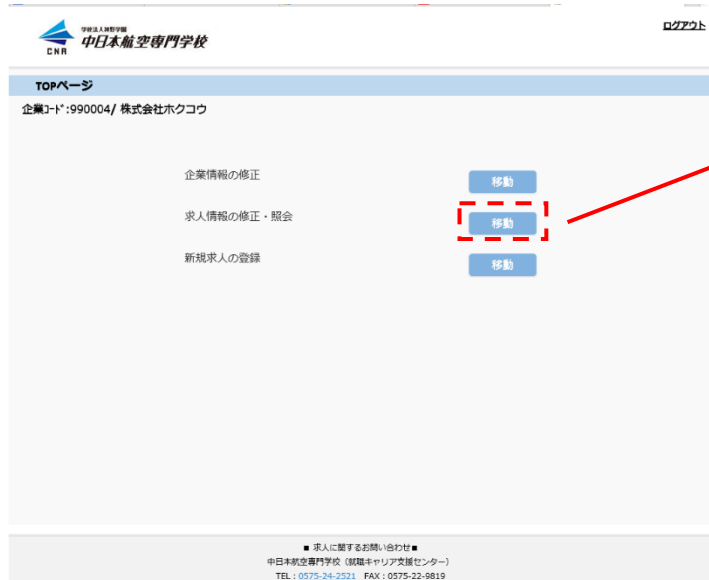 学校法人神野学園
中日本航空専門学校
CNA
ログアウト
TOPページ
企業ｺｰﾄﾞ:990004/ 株式会社ホクコウ
企業情報の修正
移動
求人情報の修正・照会
移動
新規求人の登録
移動
■ 求人に関するお問い合わせ■
中日本航空専門学校（就職キャリア支援センター）
TEL : 0575-24-2521 FAX : 0575-22-9819